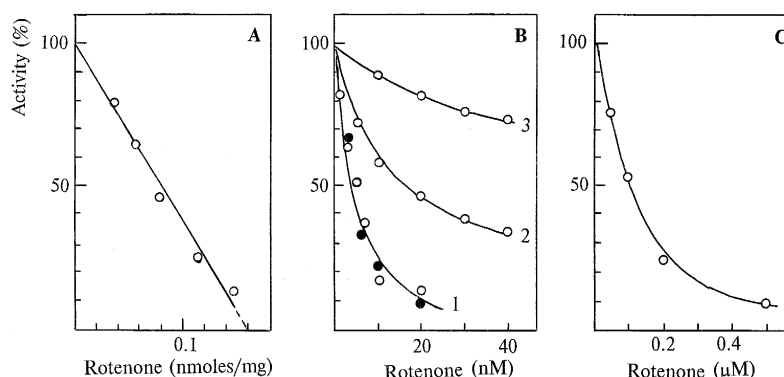 A
B
C
Activity (%)
100
50
0.1
Rotenone (nmoles/mg)
100
50
3
2
1
20
40
Rotenone (nM)
100
50
0.2
0.4
Rotenone (μM)